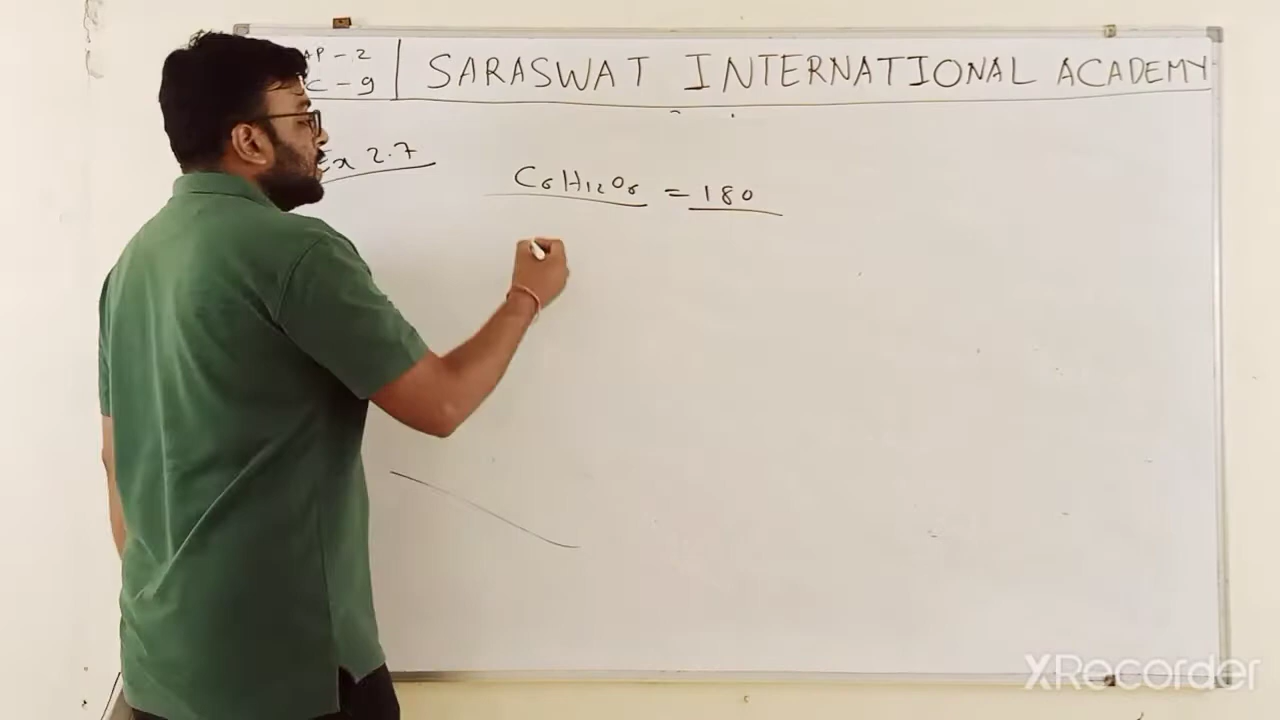 AP - 2
C - 9
SARASWAT INTERNATIONAL ACADEMY
Ex 2.7
C₆H₁₂O₆ = 180
XRecorder